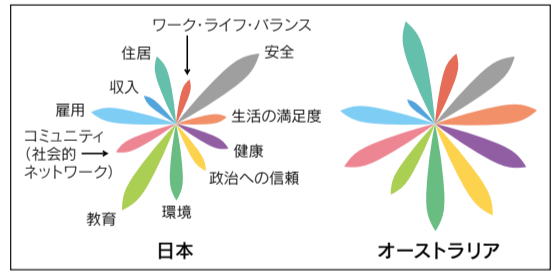 ワーク・ライフ・バランス
住居
安全
収入
雇用
生活の満足度
コミュニティ
（社会的
ネットワーク）
健康
政治への信頼
教育
環境
日本
オーストラリア